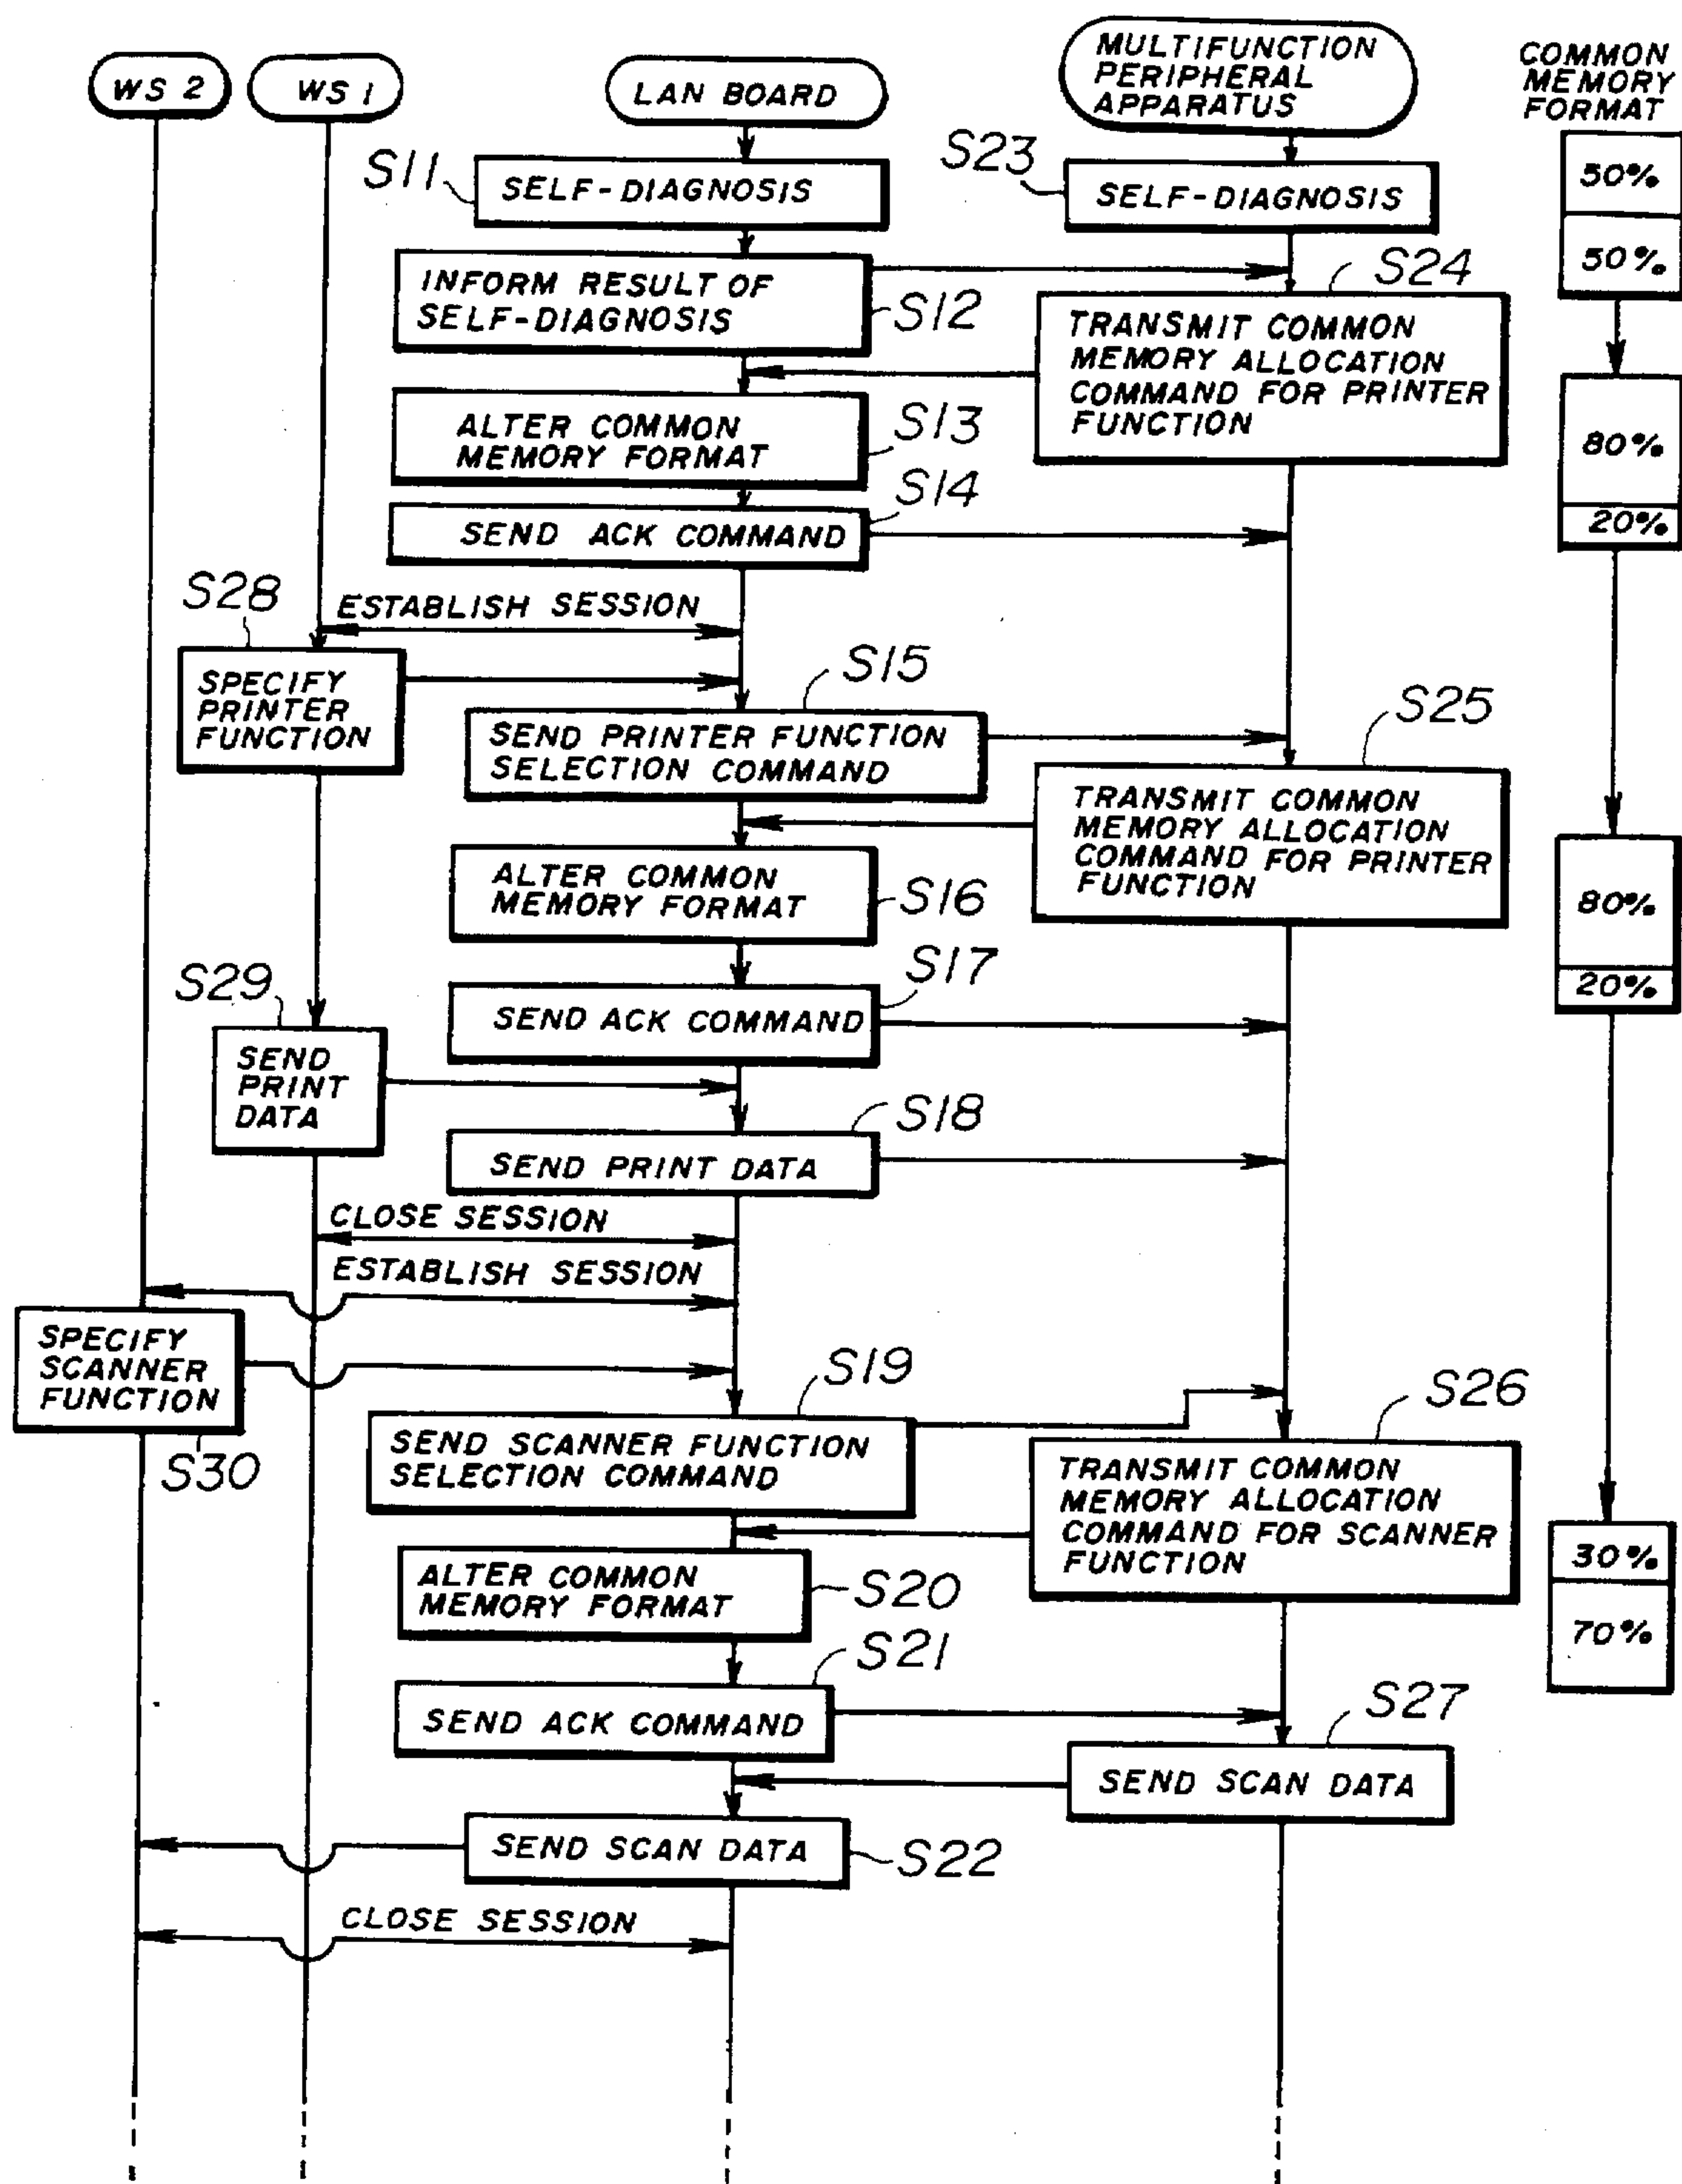 WS 2
WS 1
LAN BOARD
MULTIFUNCTION
PERIPHERAL
APPARATUS
COMMON
MEMORY
FORMAT
S11
SELF-DIAGNOSIS
S23
SELF-DIAGNOSIS
50%
50%
INFORM RESULT OF
SELF-DIAGNOSIS
S12
S24
TRANSMIT COMMON
MEMORY ALLOCATION
COMMAND FOR PRINTER
FUNCTION
ALTER COMMON
MEMORY FORMAT
S13
80%
20%
S14
SEND ACK COMMAND
S28
ESTABLISH SESSION
SPECIFY
PRINTER
FUNCTION
S15
SEND PRINTER FUNCTION
SELECTION COMMAND
S25
TRANSMIT COMMON
MEMORY ALLOCATION
COMMAND FOR PRINTER
FUNCTION
ALTER COMMON
MEMORY FORMAT
S16
80%
20%
S29
S17
SEND ACK COMMAND
SEND
PRINT
DATA
S18
SEND PRINT DATA
CLOSE SESSION
ESTABLISH SESSION
SPECIFY
SCANNER
FUNCTION
S30
S19
SEND SCANNER FUNCTION
SELECTION COMMAND
S26
TRANSMIT COMMON
MEMORY ALLOCATION
COMMAND FOR SCANNER
FUNCTION
30%
70%
ALTER COMMON
MEMORY FORMAT
S20
S21
SEND ACK COMMAND
S27
SEND SCAN DATA
SEND SCAN DATA
S22
CLOSE SESSION